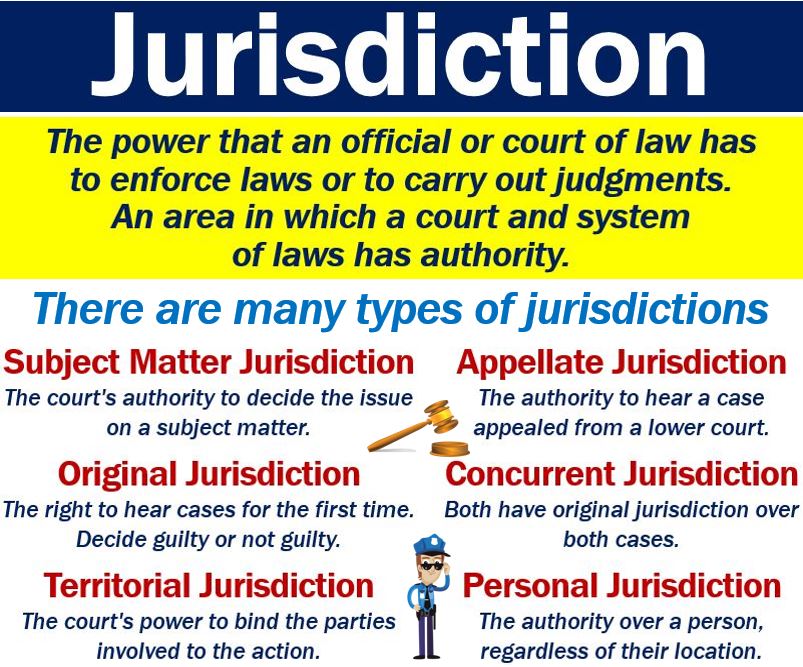 Jurisdiction
The power that an official or court of law has
to enforce laws or to carry out judgments.
An area in which a court and system
of laws has authority.
There are many types of jurisdictions
Subject Matter Jurisdiction
The court's authority to decide the issue
on a subject matter.
Appellate Jurisdiction
The authority to hear a case
appealed from a lower court.
Original Jurisdiction
The right to hear cases for the first time.
Decide guilty or not guilty.
Concurrent Jurisdiction
Both have original jurisdiction over
both cases.
Territorial Jurisdiction
The court's power to bind the parties
involved to the action.
Personal Jurisdiction
The authority over a person,
regardless of their location.